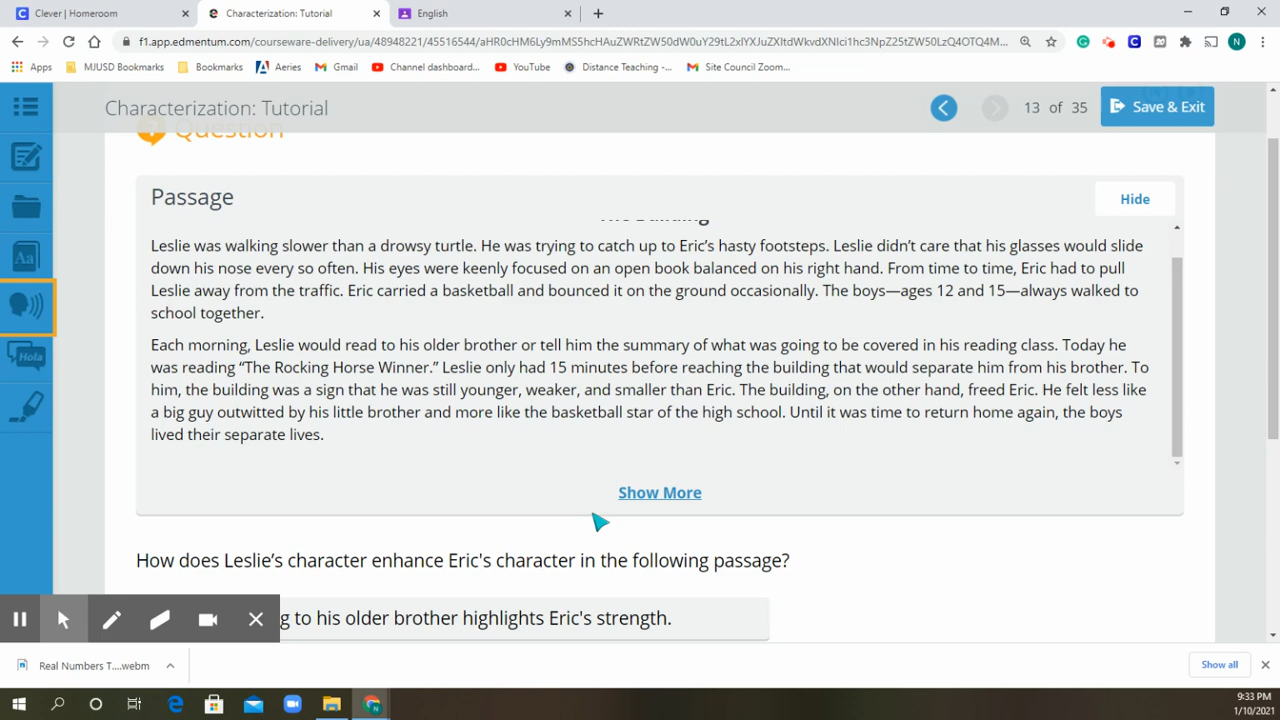 Clever | Homeroom
Characterization: Tutorial
English
f1.app.edmentum.com/courseware-delivery/ua/48948221/45516544/
Apps
MJUSD Bookmarks
Bookmarks
Aeries
Gmail
Channel dashboard...
YouTube
Distance Teaching -...
Site Council Zoom...
Characterization: Tutorial
13 of 35
Save & Exit
Question
Passage
Hide
The Building
Leslie was walking slower than a drowsy turtle. He was trying to catch up to Eric’s hasty footsteps. Leslie didn’t care that his glasses would slide
down his nose every so often. His eyes were keenly focused on an open book balanced on his right hand. From time to time, Eric had to pull
Leslie away from the traffic. Eric carried a basketball and bounced it on the ground occasionally. The boys—ages 12 and 15—always walked to
school together.
Each morning, Leslie would read to his older brother or tell him the summary of what was going to be covered in his reading class. Today he
was reading “The Rocking Horse Winner.” Leslie only had 15 minutes before reaching the building that would separate him from his brother. To
him, the building was a sign that he was still younger, weaker, and smaller than Eric. The building, on the other hand, freed Eric. He felt less like
a big guy outwitted by his little brother and more like the basketball star of the high school. Until it was time to return home again, the boys
lived their separate lives.
Show More
How does Leslie’s character enhance Eric's character in the following passage?
g to his older brother highlights Eric's strength.
Hola
Real Numbers T....webm
Show all
9:33 PM
1/10/2021